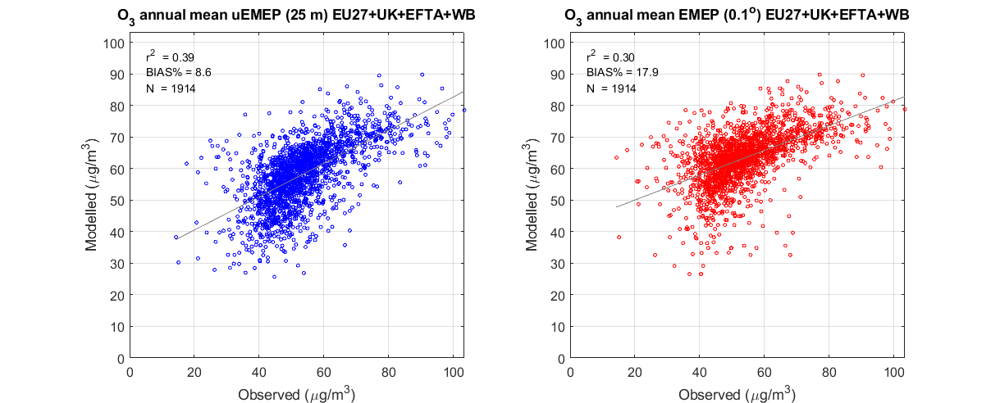 O3 annual mean uEMEP (25 m) EU27+UK+EFTA+WB
r2 = 0.39
BIAS% = 8.6
N = 1914
100
90
80
70
60
50
40
30
20
10
0
Modelled (μg/m3)
0 20 40 60 80 100
Observed (μg/m3)
O3 annual mean EMEP (0.1o) EU27+UK+EFTA+WB
r2 = 0.30
BIAS% = 17.9
N = 1914
100
90
80
70
60
50
40
30
20
10
0
Modelled (μg/m3)
0 20 40 60 80 100
Observed (μg/m3)